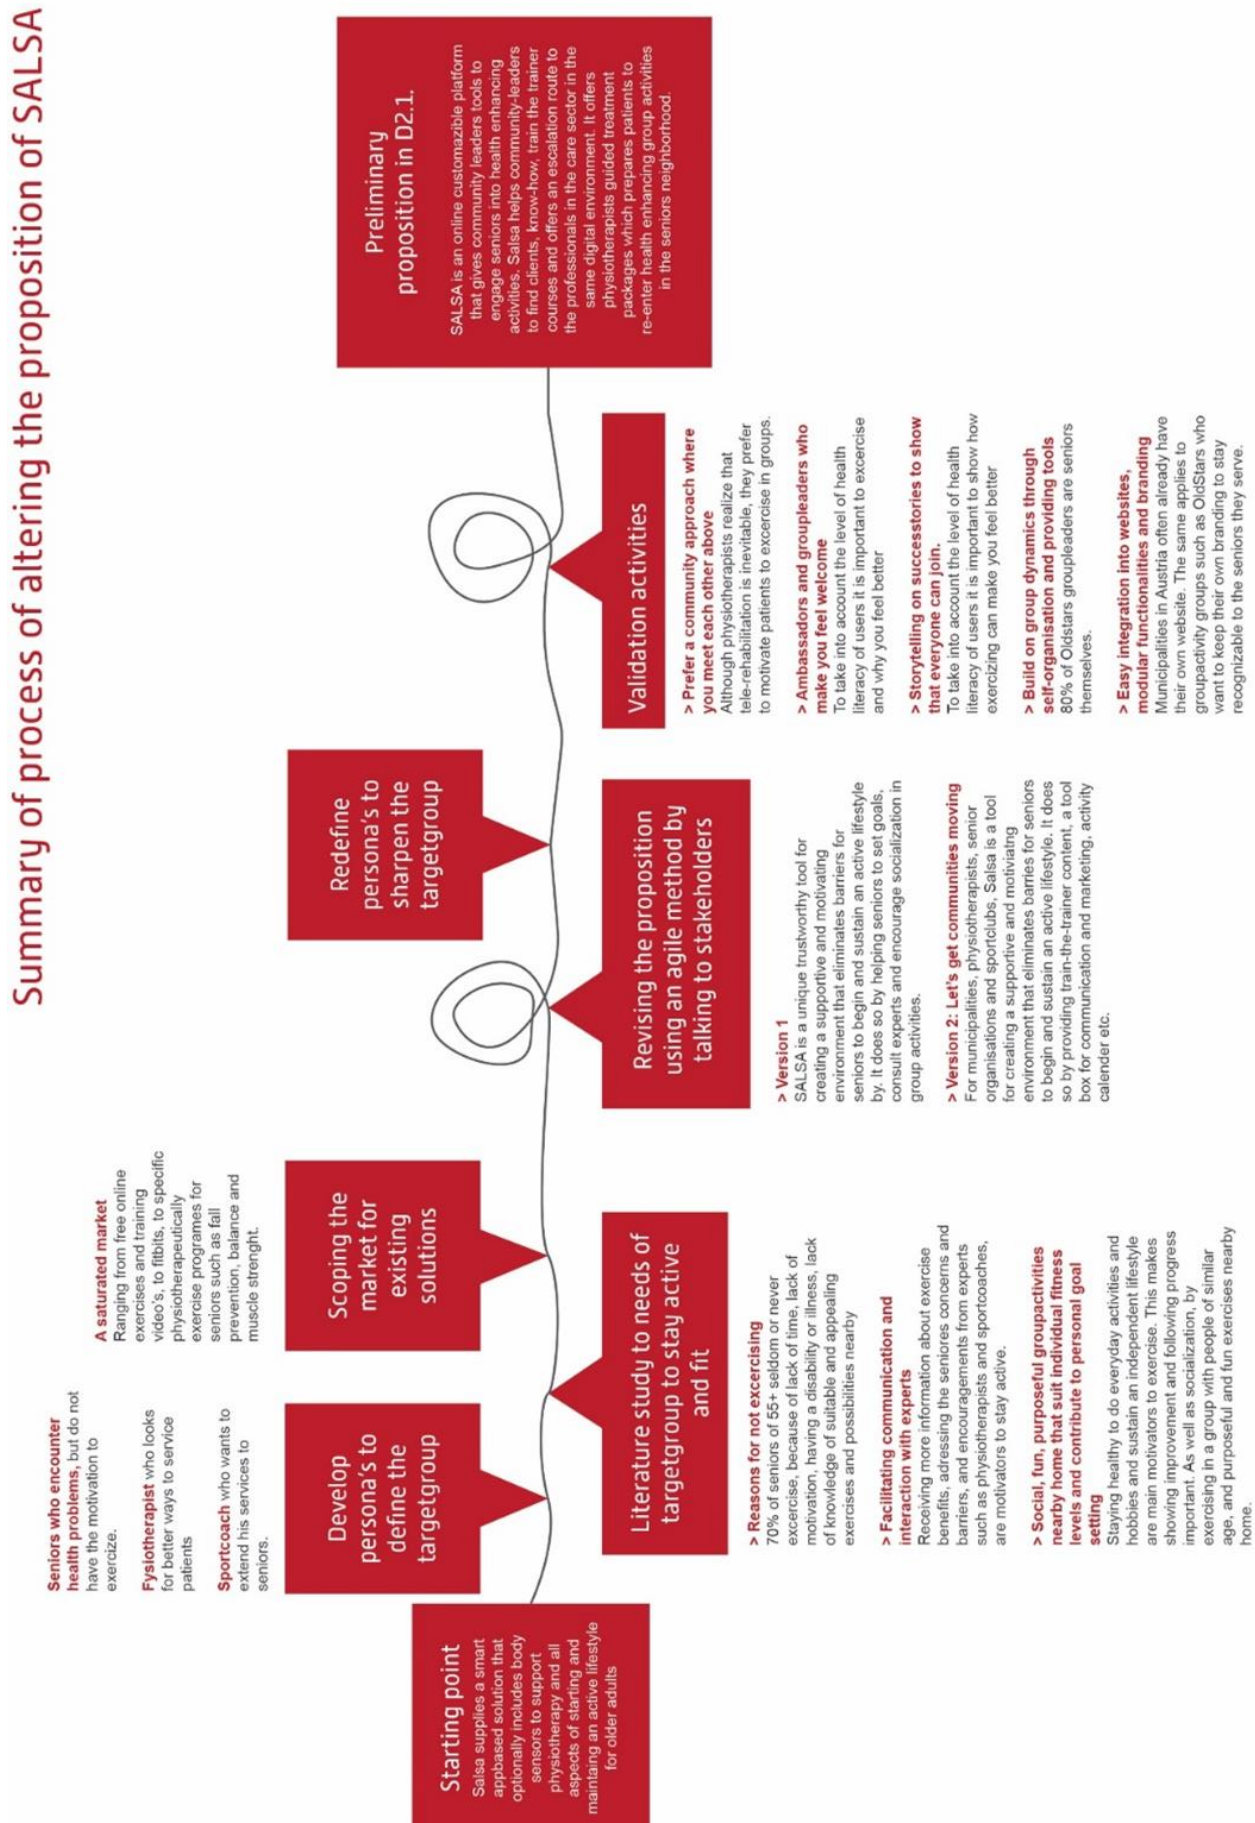 Summary of process of altering the proposition of SALSA
Starting point
Salsa supplies a smart
appbased solution that
optionally includes body
sensors to support
physiotherapy and all
aspects of starting and
maintaing an active lifestyle
for older adults
Seniors who encounter
health problems, but do not
have the motivation to
exercize.
Fysiotherapist who looks
for better ways to service
patients
Sportcoach who wants to
extend his services to
seniors.
Develop
persona's to
define the
targetgroup
Literature study to needs of
targetgroup to stay active
and fit
> Reasons for not excercising
70% of seniors of 55+ seldom or never
excercise, because of lack of time, lack of
motivation, having a disability or illness, lack
of knowledge of suitable and appealing
exercises and possibilities nearby
> Facilitating communication and
interaction with experts
Receiving more information about exercise
benefits, adressing the seniores concerns and
barriers, and encouragements from experts
such as physiotherapists and sportcoaches,
are motivators to stay active.
> Social, fun, purposeful groupactivities
nearby home that suit individual fitness
levels and contribute to personal goal
setting
Staying healthy to do everyday activities and
hobbies and sustain an independent lifestyle
are main motivators to exercise. This makes
showing improvement and following progress
important. As well as socialization, by
exercising in a group with people of similar
age, and purposeful and fun exercises nearby
home.
A saturated market
Ranging from free online
exercises and training
video's, to fitbits, to specific
physiotherapeutically
exercise programes for
seniors such as fall
prevention, balance and
muscle strenght.
Scoping the
market for
existing
solutions
Revising the proposition
using an agile method by
talking to stakeholders
> Version 1
SALSA is a unique trustworthy tool for
creating a supportive and motivating
environment that eliminates barriers for
seniors to begin and sustain an active lifestyle
by. It does so by helping seniors to set goals,
consult experts and encourage socialization in
group activities.
> Version 2: Let's get communities moving
For municipalities, physiotherapists, senior
organisations and sportclubs, Salsa is a tool
for creating a supportive and motiviatng
environment that eliminates barries for seniors
to begin and sustain an active lifestyle. It does
so by providing train-the-trainer content, a tool
box for communication and marketing, activity
calender etc.
Redefine
persona's to
sharpen the
targetgroup
Validation activities
> Prefer a community approach where
you meet each other above
Although physiotherapists realize that
tele-rehabilitation is inevitable, they prefer
to motivate patients to excercise in groups.
> Ambassadors and groupleaders who
make you feel welcome
To take into account the level of health
literacy of users it is important to excercise
and why you feel better
> Storytelling on successtories to show
that everyone can join.
To take into account the level of health
literacy of users it is important to show how
exercizing can make you feel better
> Build on group dynamics through
self-organisation and providing tools
80% of Oldstars groupleaders are seniors
themselves.
> Easy integration into websites,
modular functionalities and branding
Municipalities in Austria often already have
their own website. The same applies to
groupactivity groups such as OldStars who
want to keep their own branding to stay
recognizable to the seniors they serve.
Preliminary
proposition in D2.1.
SALSA is an online customazible platform
that gives community leaders tools to
engage seniors into health enhancing
activities. Salsa helps community-leaders
to find clients, know-how, train the trainer
courses and offers an escalation route to
the professionals in the care sector in the
same digital environment. It offers
physiotherapists guided treatment
packages which prepares patients to
re-enter health enhancing group activities
in the seniors neighborhood.